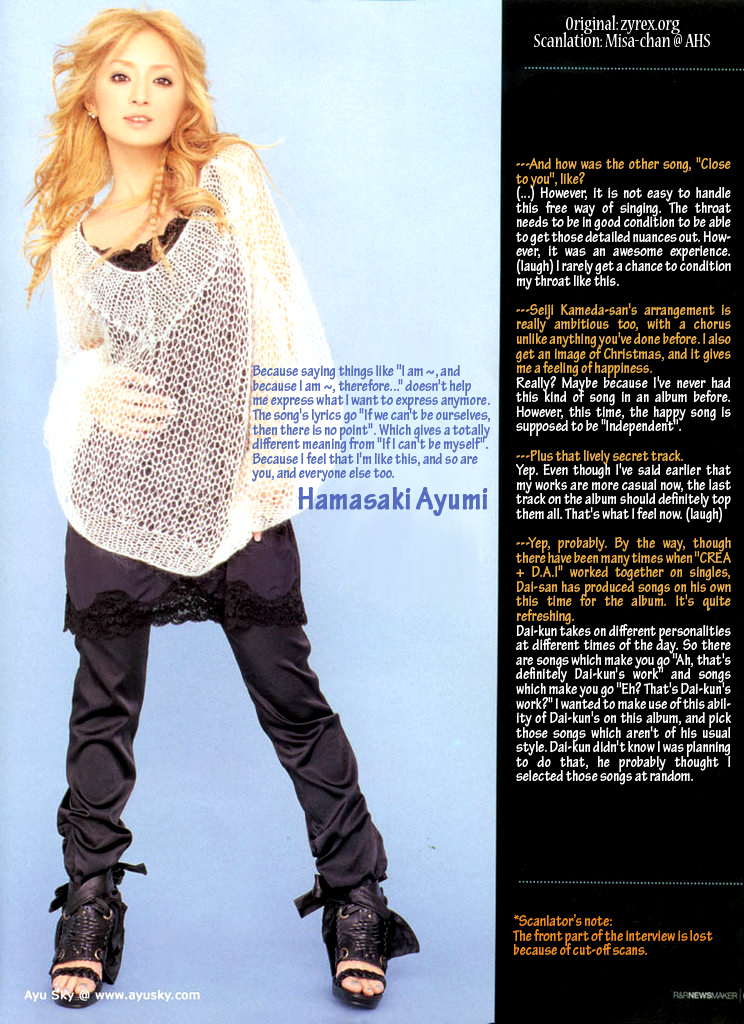 Original: zyrex.org
Scanlation: Misa-chan @ AHS
Because saying things like "I am ~, and
because I am ~, therefore..." doesn't help
me express what I want to express anymore.
The song's lyrics go "If we can't be ourselves,
then there is no point". Which gives a totally
different meaning from "If I can't be myself".
Because I feel that I'm like this, and so are
you, and everyone else too.
Hamasaki Ayumi
---And how was the other song, "Close
to you", like?
(...) However, it is not easy to handle
this free way of singing. The throat
needs to be in good condition to be able
to get those detailed nuances out. How-
ever, it was an awesome experience.
(laugh) I rarely get a chance to condition
my throat like this.
---Seiji Kameda-san's arrangement is
really ambitious too, with a chorus
unlike anything you've done before. I also
get an image of Christmas, and it gives
me a feeling of happiness.
Really? Maybe because I've never had
this kind of song in an album before.
However, this time, the happy song is
supposed to be "Independent".
---Plus that lively secret track.
Yep. Even though I've said earlier that
my works are more casual now, the last
track on the album should definitely top
them all. That's what I feel now. (laugh)
---Yep, probably. By the way, though
there have been many times when "CREA
+ D.A.I" worked together on singles,
Dai-san has produced songs on his own
this time for the album. It's quite
refreshing.
Dai-kun takes on different personalities
at different times of the day. So there
are songs which make you go "Ah, that's
definitely Dai-kun's work" and songs
which make you go "Eh? That's Dai-kun's
work?" I wanted to make use of this abil-
ity of Dai-kun's on this album, and pick
those songs which aren't of his usual
style. Dai-kun didn't know I was planning
to do that, he probably thought I
selected those songs at random.
*Scanlator's note:
The front part of the interview is lost
because of cut-off scans.
Ayu Sky @ www.ayusky.com
R&R NEWSMAKER